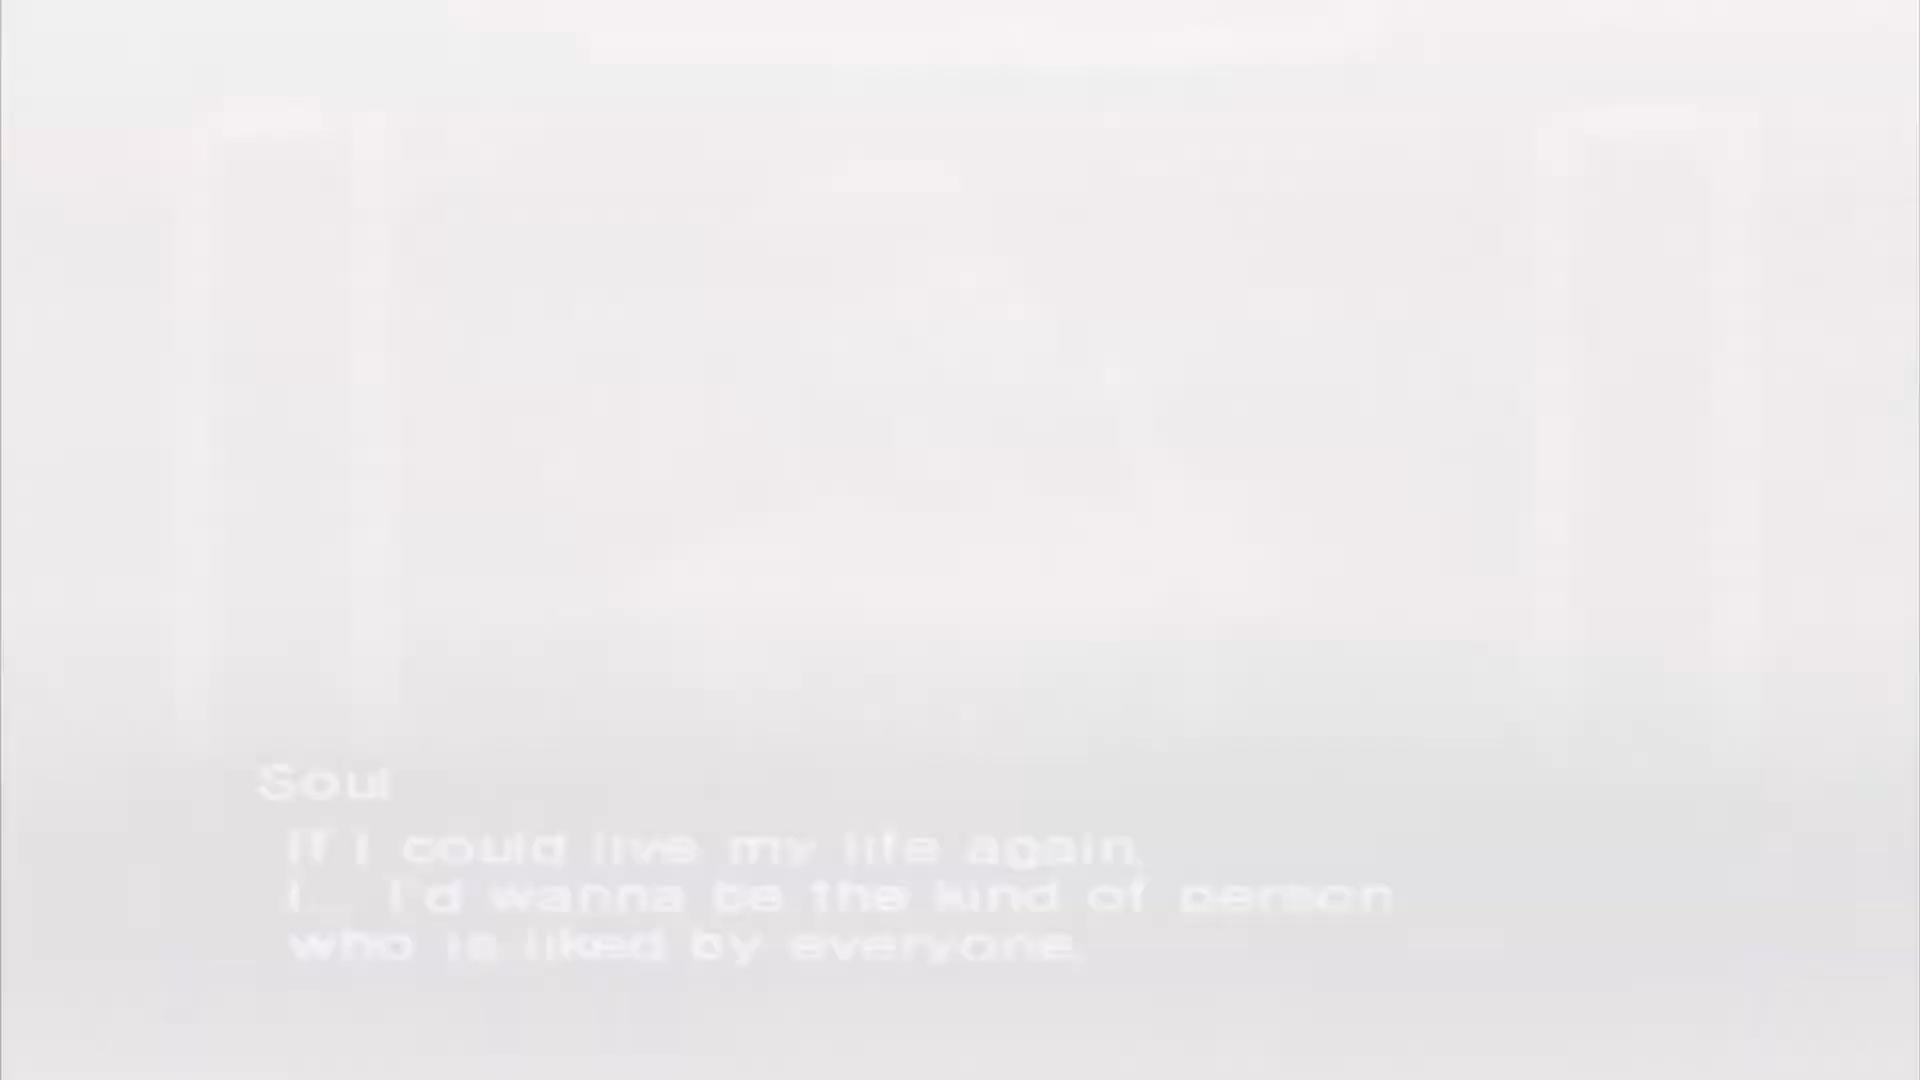 Soul
If I could live my life again,
I... I'd wanna be the kind of person
who is liked by everyone.